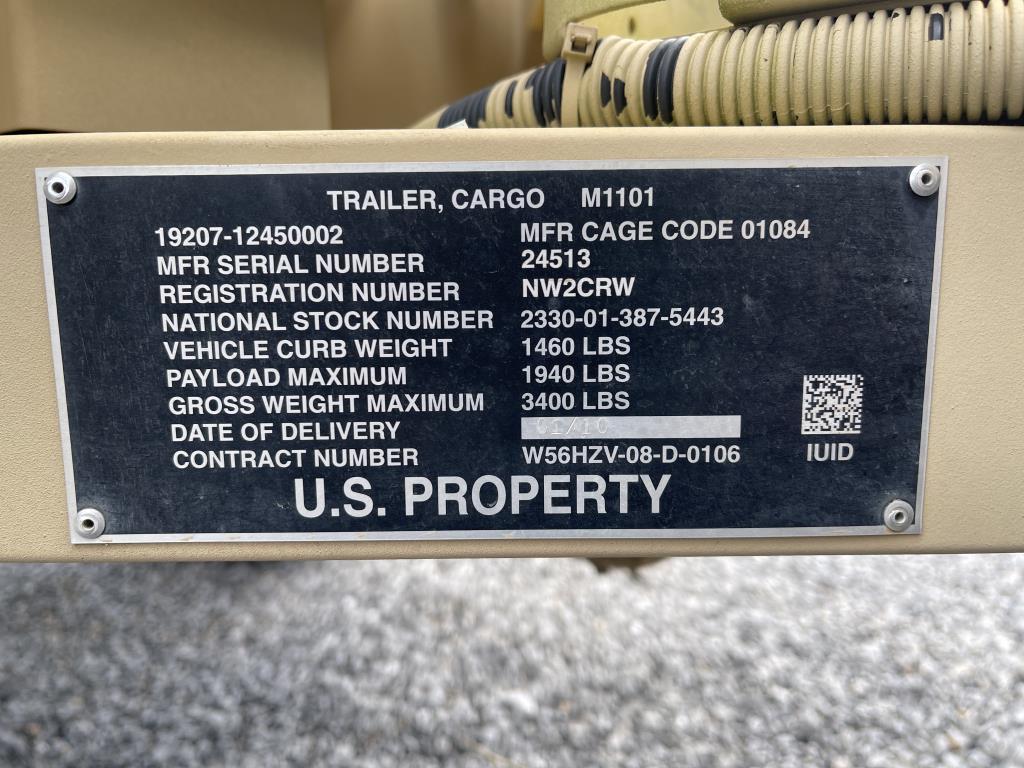 TRAILER, CARGO M1101
19207-12450002 MFR CAGE CODE 01084
MFR SERIAL NUMBER 24513
REGISTRATION NUMBER NW2CRW
NATIONAL STOCK NUMBER 2330-01-387-5443
VEHICLE CURB WEIGHT 1460 LBS
PAYLOAD MAXIMUM 1940 LBS
GROSS WEIGHT MAXIMUM 3400 LBS
DATE OF DELIVERY 01/10
CONTRACT NUMBER W56HZV-08-D-0106
IUID
U.S. PROPERTY